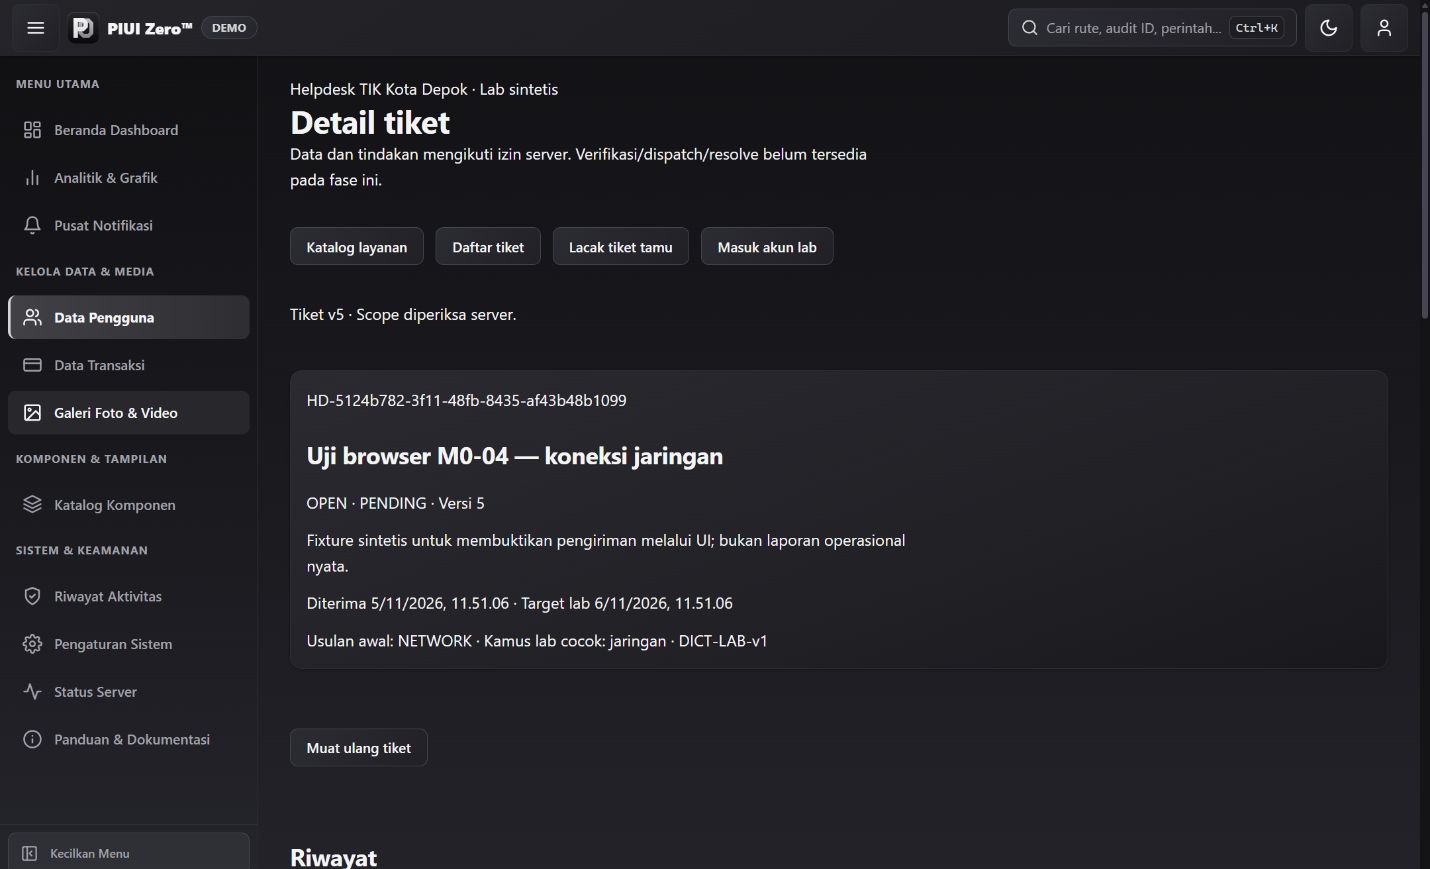 PIUI Zero™ DEMO
Cari rute, audit ID, perintah... Ctrl+K
MENU UTAMA
Beranda Dashboard
Analitik & Grafik
Pusat Notifikasi
KELOLA DATA & MEDIA
Data Pengguna
Data Transaksi
Galeri Foto & Video
KOMPONEN & TAMPILAN
Katalog Komponen
SISTEM & KEAMANAN
Riwayat Aktivitas
Pengaturan Sistem
Status Server
Panduan & Dokumentasi
Kecilkan Menu
Helpdesk TIK Kota Depok · Lab sintetis
Detail tiket
Data dan tindakan mengikuti izin server. Verifikasi/dispatch/resolve belum tersedia
pada fase ini.
Katalog layanan
Daftar tiket
Lacak tiket tamu
Masuk akun lab
Tiket v5 · Scope diperiksa server.
HD-5124b782-3f11-48fb-8435-af43b48b1099
Uji browser M0-04 — koneksi jaringan
OPEN · PENDING · Versi 5
Fixture sintetis untuk membuktikan pengiriman melalui UI; bukan laporan operasional
nyata.
Diterima 5/11/2026, 11.51.06 · Target lab 6/11/2026, 11.51.06
Usulan awal: NETWORK · Kamus lab cocok: jaringan · DICT-LAB-v1
Muat ulang tiket
Riwayat